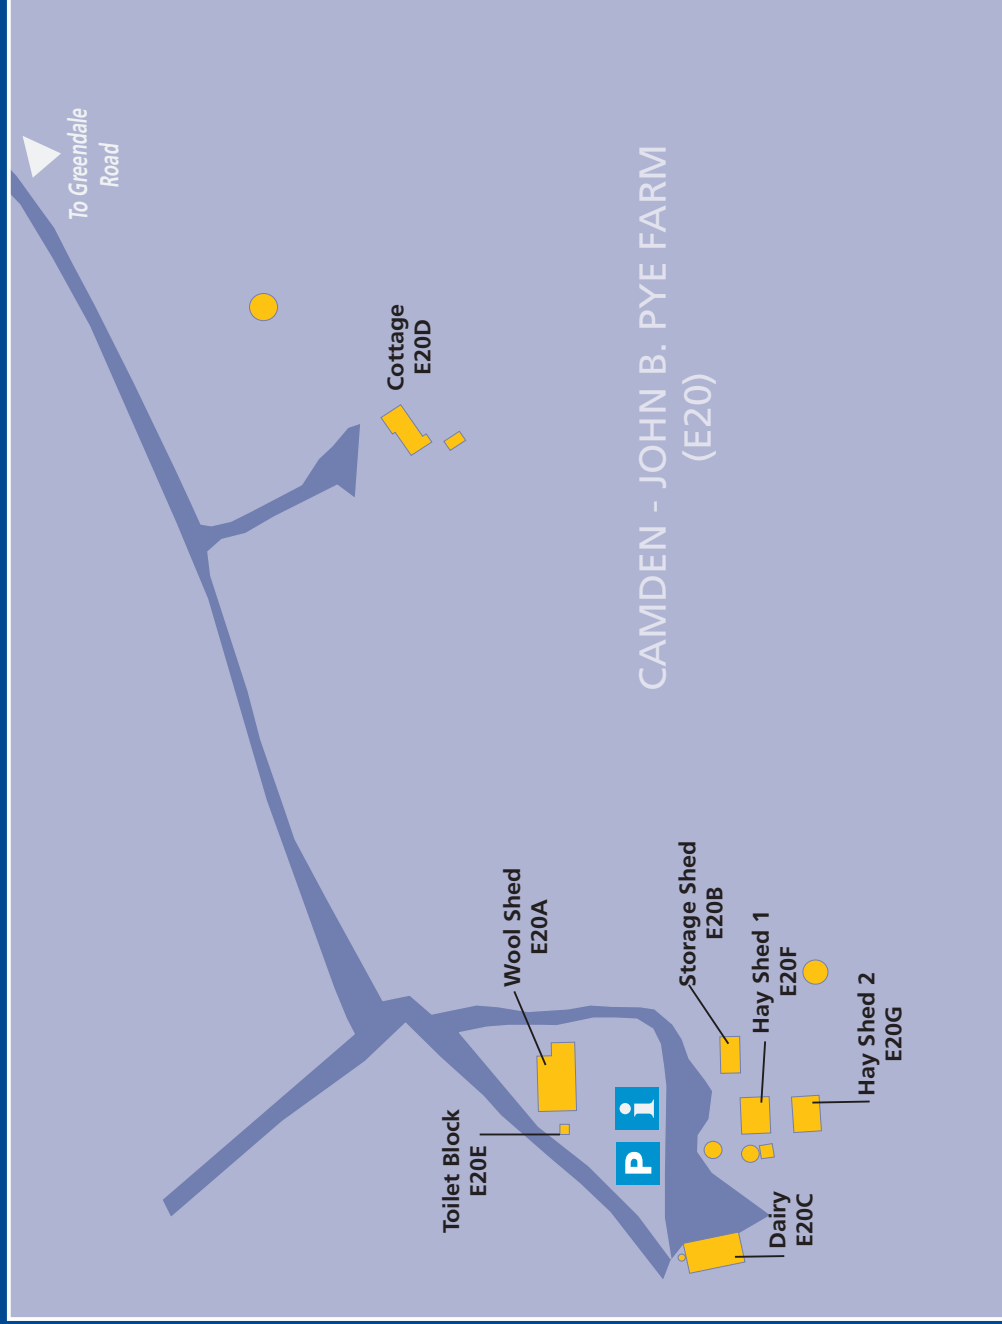 To Greendale
Road
CAMDEN - JOHN B. PYE FARM
(E20)
Cottage
E20D
Wool Shed
E20A
Storage Shed
E20B
Hay Shed 1
E20F
Hay Shed 2
E20G
Toilet Block
E20E
P
i
Dairy
E20C